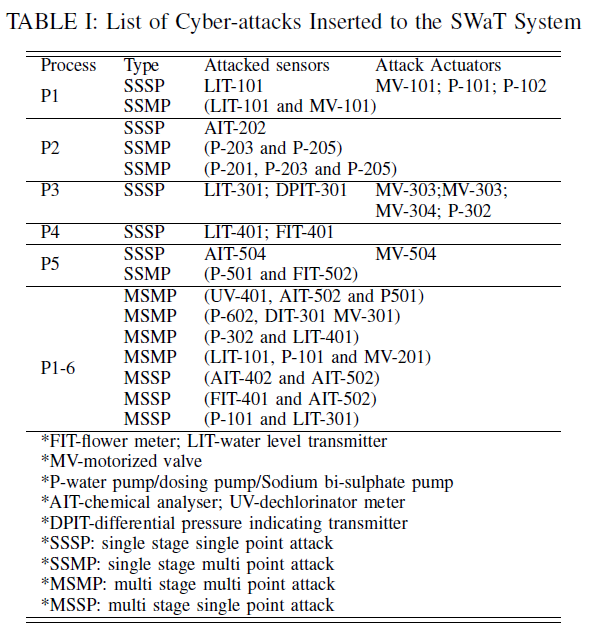 TABLE I: List of Cyber-attacks Inserted to the SWaT System
Process Type Attacked sensors Attack Actuators
P1 SSSP LIT-101 MV-101; P-101; P-102
SSMP (LIT-101 and MV-101)
P2 SSSP AIT-202
SSMP (P-203 and P-205)
SSMP (P-201, P-203 and P-205)
P3 SSSP LIT-301; DPIT-301 MV-303;MV-303;
MV-304; P-302
P4 SSSP LIT-401; FIT-401
P5 SSSP AIT-504 MV-504
SSMP (P-501 and FIT-502)
P1-6 MSMP (UV-401, AIT-502 and P501)
MSMP (P-602, DIT-301 MV-301)
MSMP (P-302 and LIT-401)
MSMP (LIT-101, P-101 and MV-201)
MSSP (AIT-402 and AIT-502)
MSSP (FIT-401 and AIT-502)
MSSP (P-101 and LIT-301)
*FIT-flower meter; LIT-water level transmitter
*MV-motorized valve
*P-water pump/dosing pump/Sodium bi-sulphate pump
*AIT-chemical analyser; UV-dechlorinator meter
*DPIT-differential pressure indicating transmitter
*SSSP: single stage single point attack
*SSMP: single stage multi point attack
*MSMP: multi stage multi point attack
*MSSP: multi stage single point attack